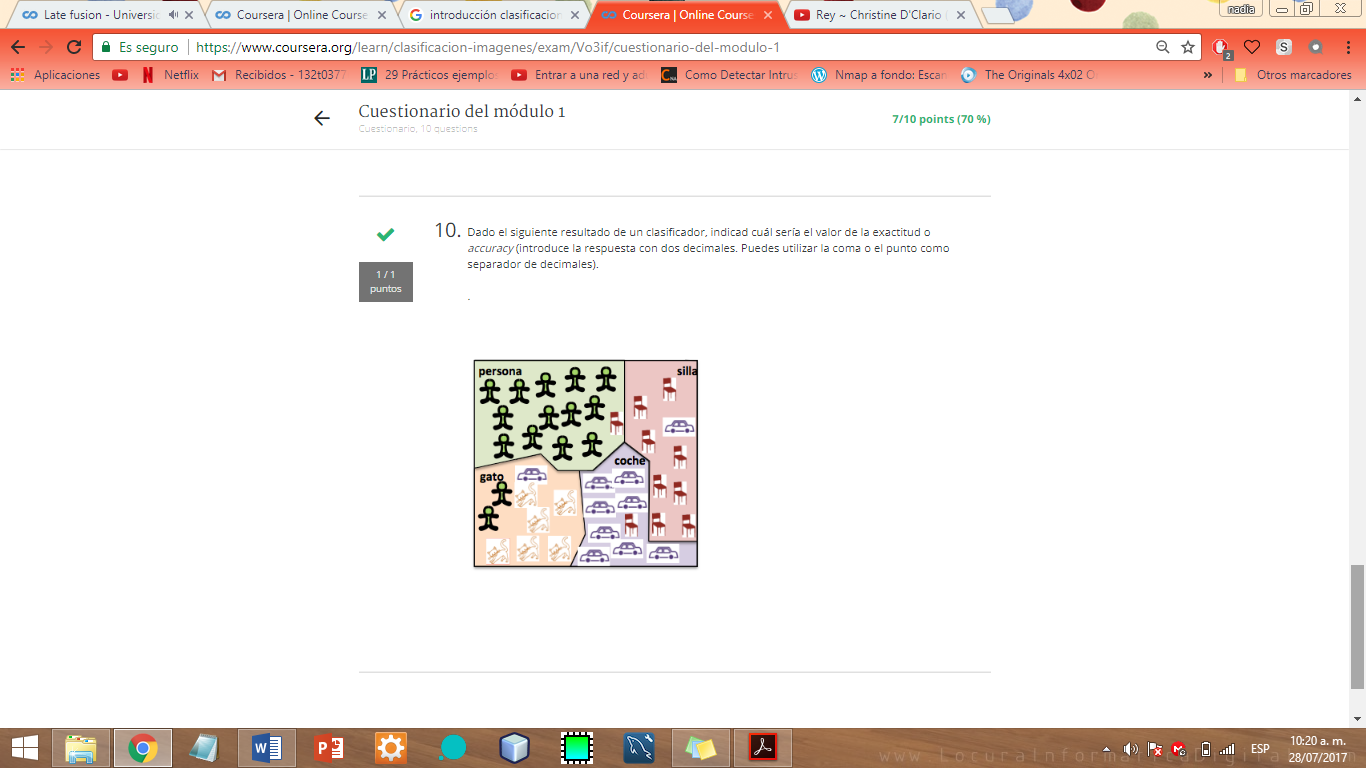 Late fusion - Universic
Coursera | Online Course
introducción clasificacion
Coursera | Online Course
Rey ~ Christine D'Clario (
nadia
Es seguro
https://www.coursera.org/learn/clasificacion-imagenes/exam/Vo3if/cuestionario-del-modulo-1
2
S
Aplicaciones
Netflix
Recibidos - 132t0377
LP
29 Prácticos ejemplo
Entrar a una red y ad
Como Detectar Intrus
Nmap a fondo: Escan
The Originals 4x02 O
»
Otros marcadores
Cuestionario del módulo 1
Cuestionario, 10 questions
7/10 points (70 %)
1 / 1
puntos
10. Dado el siguiente resultado de un clasificador, indicad cuál sería el valor de la exactitud o
accuracy (introduce la respuesta con dos decimales. Puedes utilizar la coma o el punto como
separador de decimales).
.
persona
silla
coche
gato
ESP
10:20 a. m.
28/07/2017